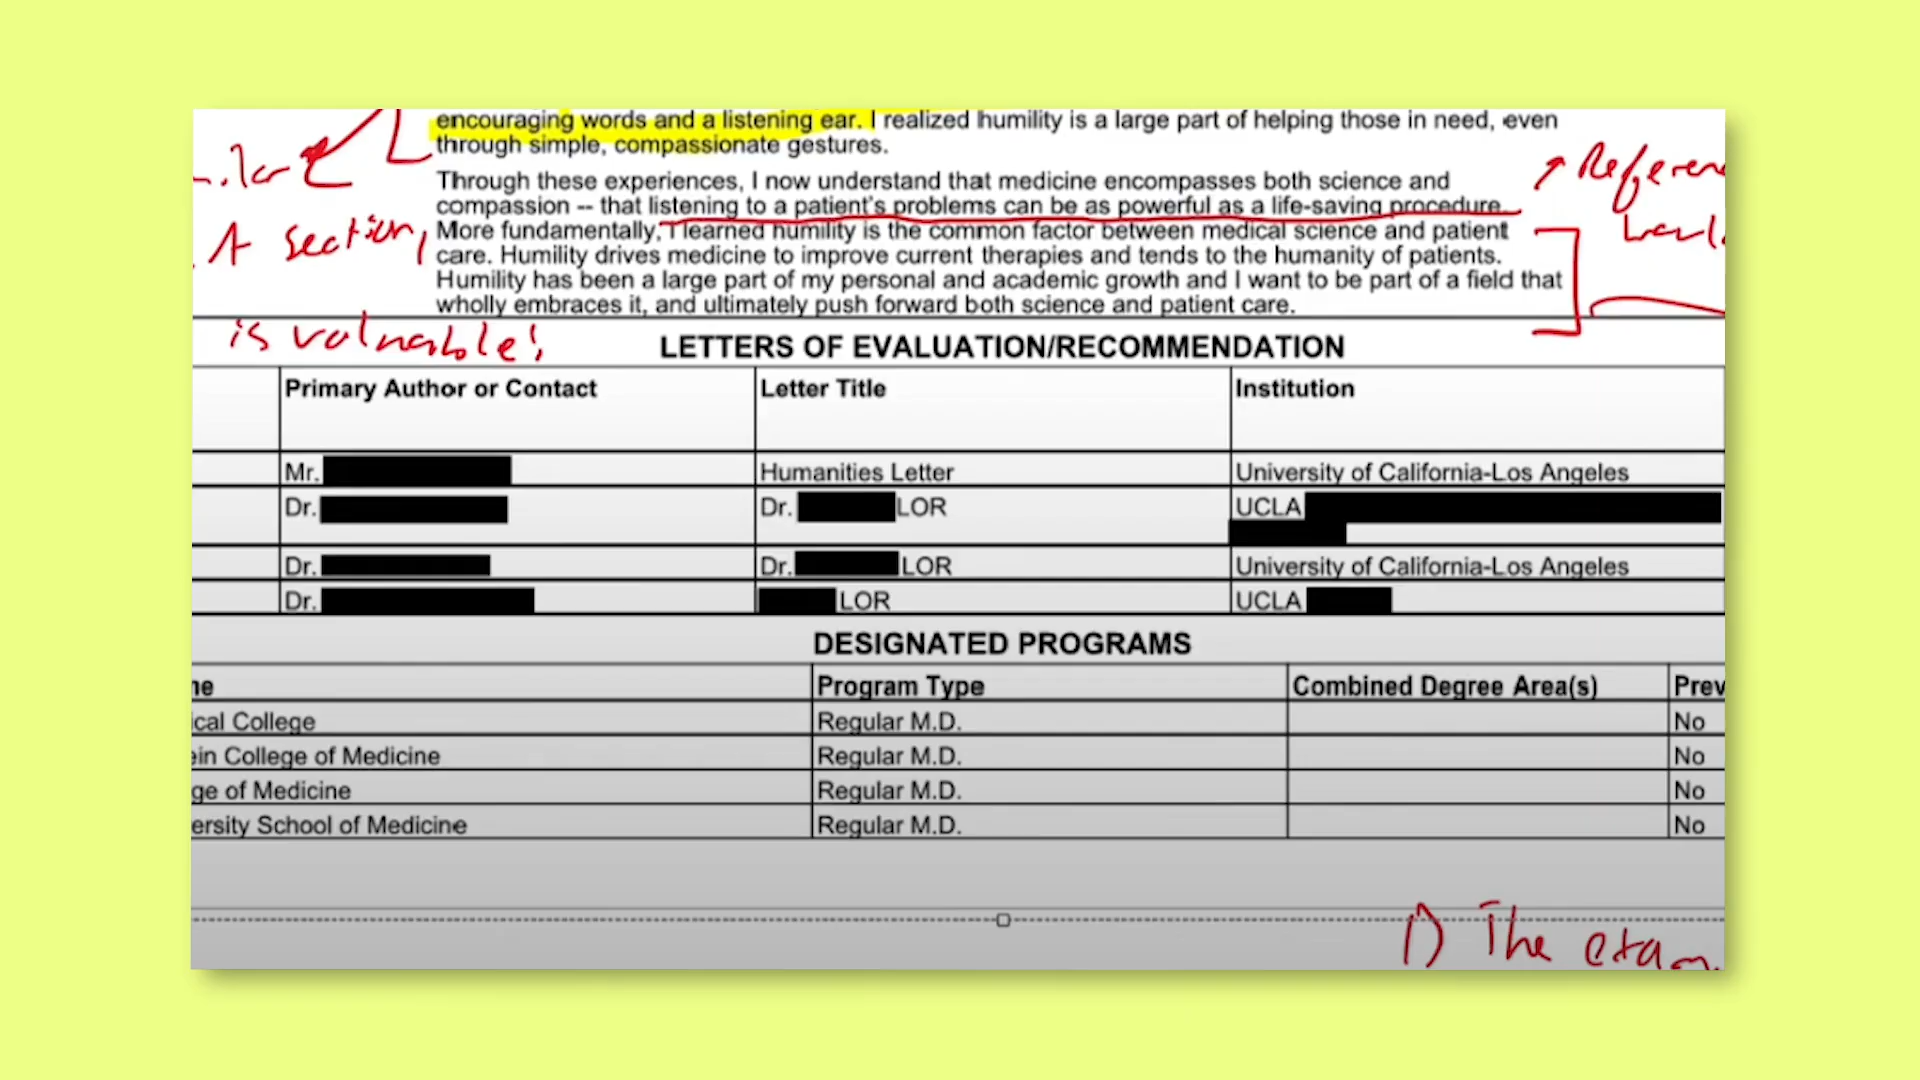 encouraging words and a listening ear. I realized humility is a large part of helping those in need, even
through simple, compassionate gestures.
Through these experiences, I now understand that medicine encompasses both science and
compassion -- that listening to a patient's problems can be as powerful as a life-saving procedure.
More fundamentally, I learned humility is the common factor between medical science and patient
care. Humility drives medicine to improve current therapies and tends to the humanity of patients.
Humility has been a large part of my personal and academic growth and I want to be part of a field that
wholly embraces it, and ultimately push forward both science and patient care.
A section,
is valnable!
Referen
LETTERS OF EVALUATION/RECOMMENDATION
Primary Author or Contact Letter Title Institution
Mr. Humanities Letter University of California-Los Angeles
Dr. Dr. LOR UCLA
Dr. Dr. LOR University of California-Los Angeles
Dr. LOR UCLA
DESIGNATED PROGRAMS
ne Program Type Combined Degree Area(s) Prev
ical College Regular M.D. No
ein College of Medicine Regular M.D. No
ge of Medicine Regular M.D. No
ersity School of Medicine Regular M.D. No
1) The exam